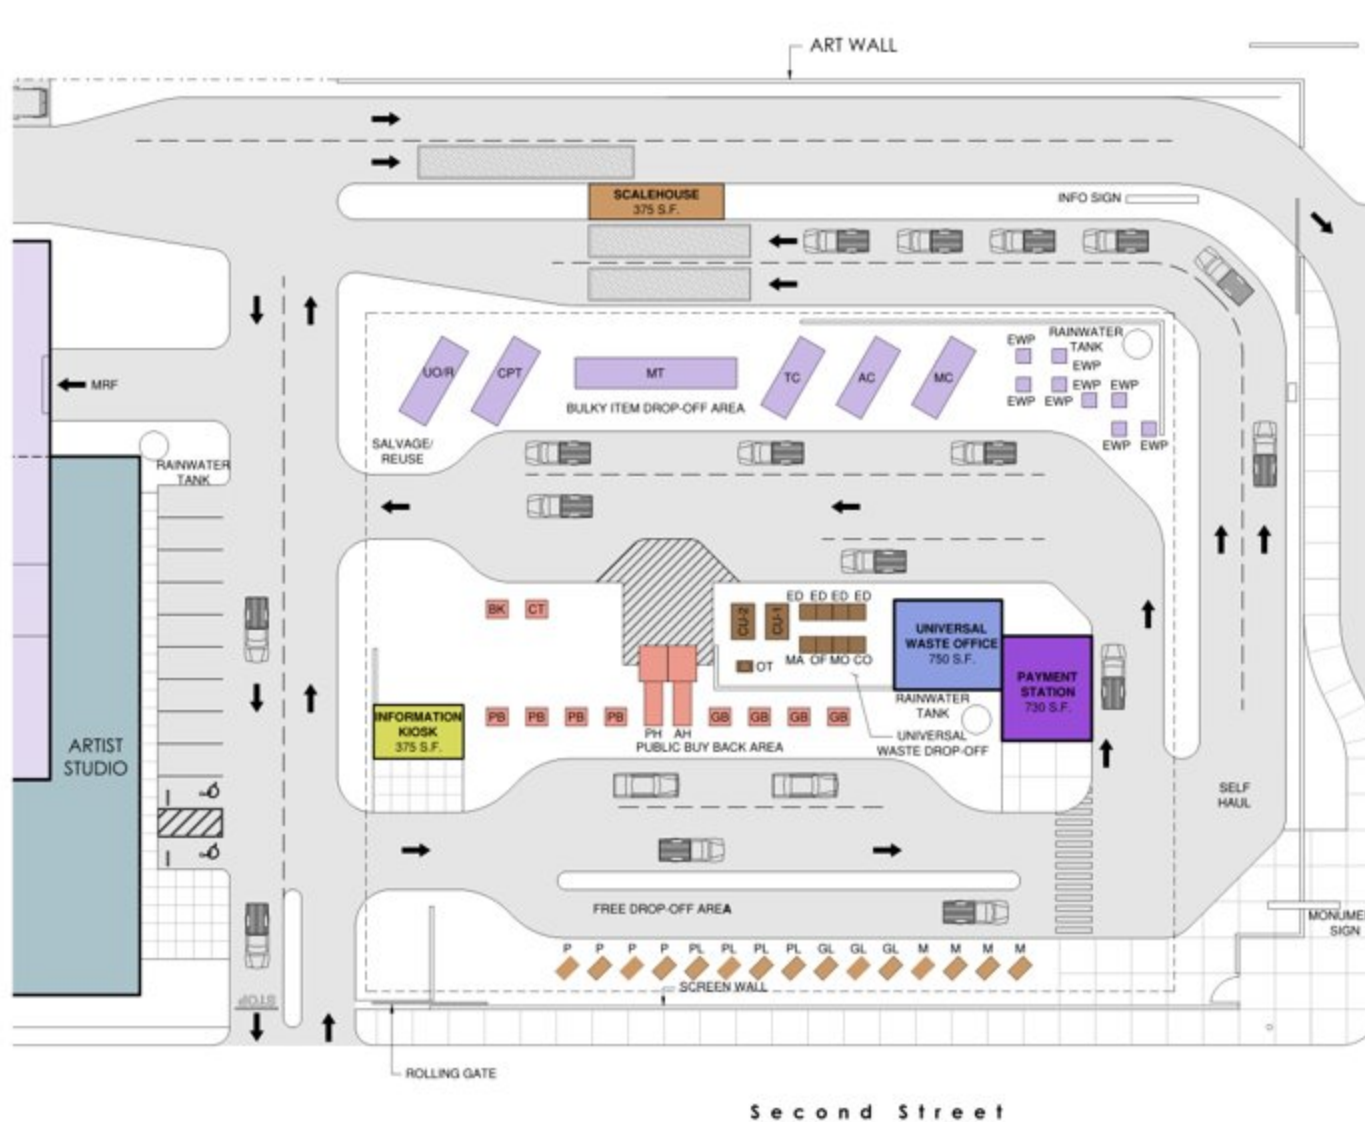 ART WALL
SCALEHOUSE
375 S.F.
INFO SIGN
MRF
UO/R
CPT
MT
TC
AC
MC
BULKY ITEM DROP-OFF AREA
EWP
RAINWATER
TANK
EWP
EWP EWP
EWP EWP
EWP EWP
SALVAGE/
REUSE
RAINWATER
TANK
BK
CT
CU-2
CU-1
ED ED ED ED
MA OF MO CO
OT
UNIVERSAL
WASTE OFFICE
750 S.F.
PAYMENT
STATION
730 S.F.
RAINWATER
TANK
UNIVERSAL
WASTE DROP-OFF
INFORMATION
KIOSK
375 S.F.
PB PB PB PB
GB GB GB GB
PH AH
PUBLIC BUY BACK AREA
ARTIST
STUDIO
SELF
HAUL
FREE DROP-OFF AREA
P P P P PL PL PL PL GL GL GL M M M M
SCREEN WALL
MONUME
SIGN
STOP
ROLLING GATE
Second Street